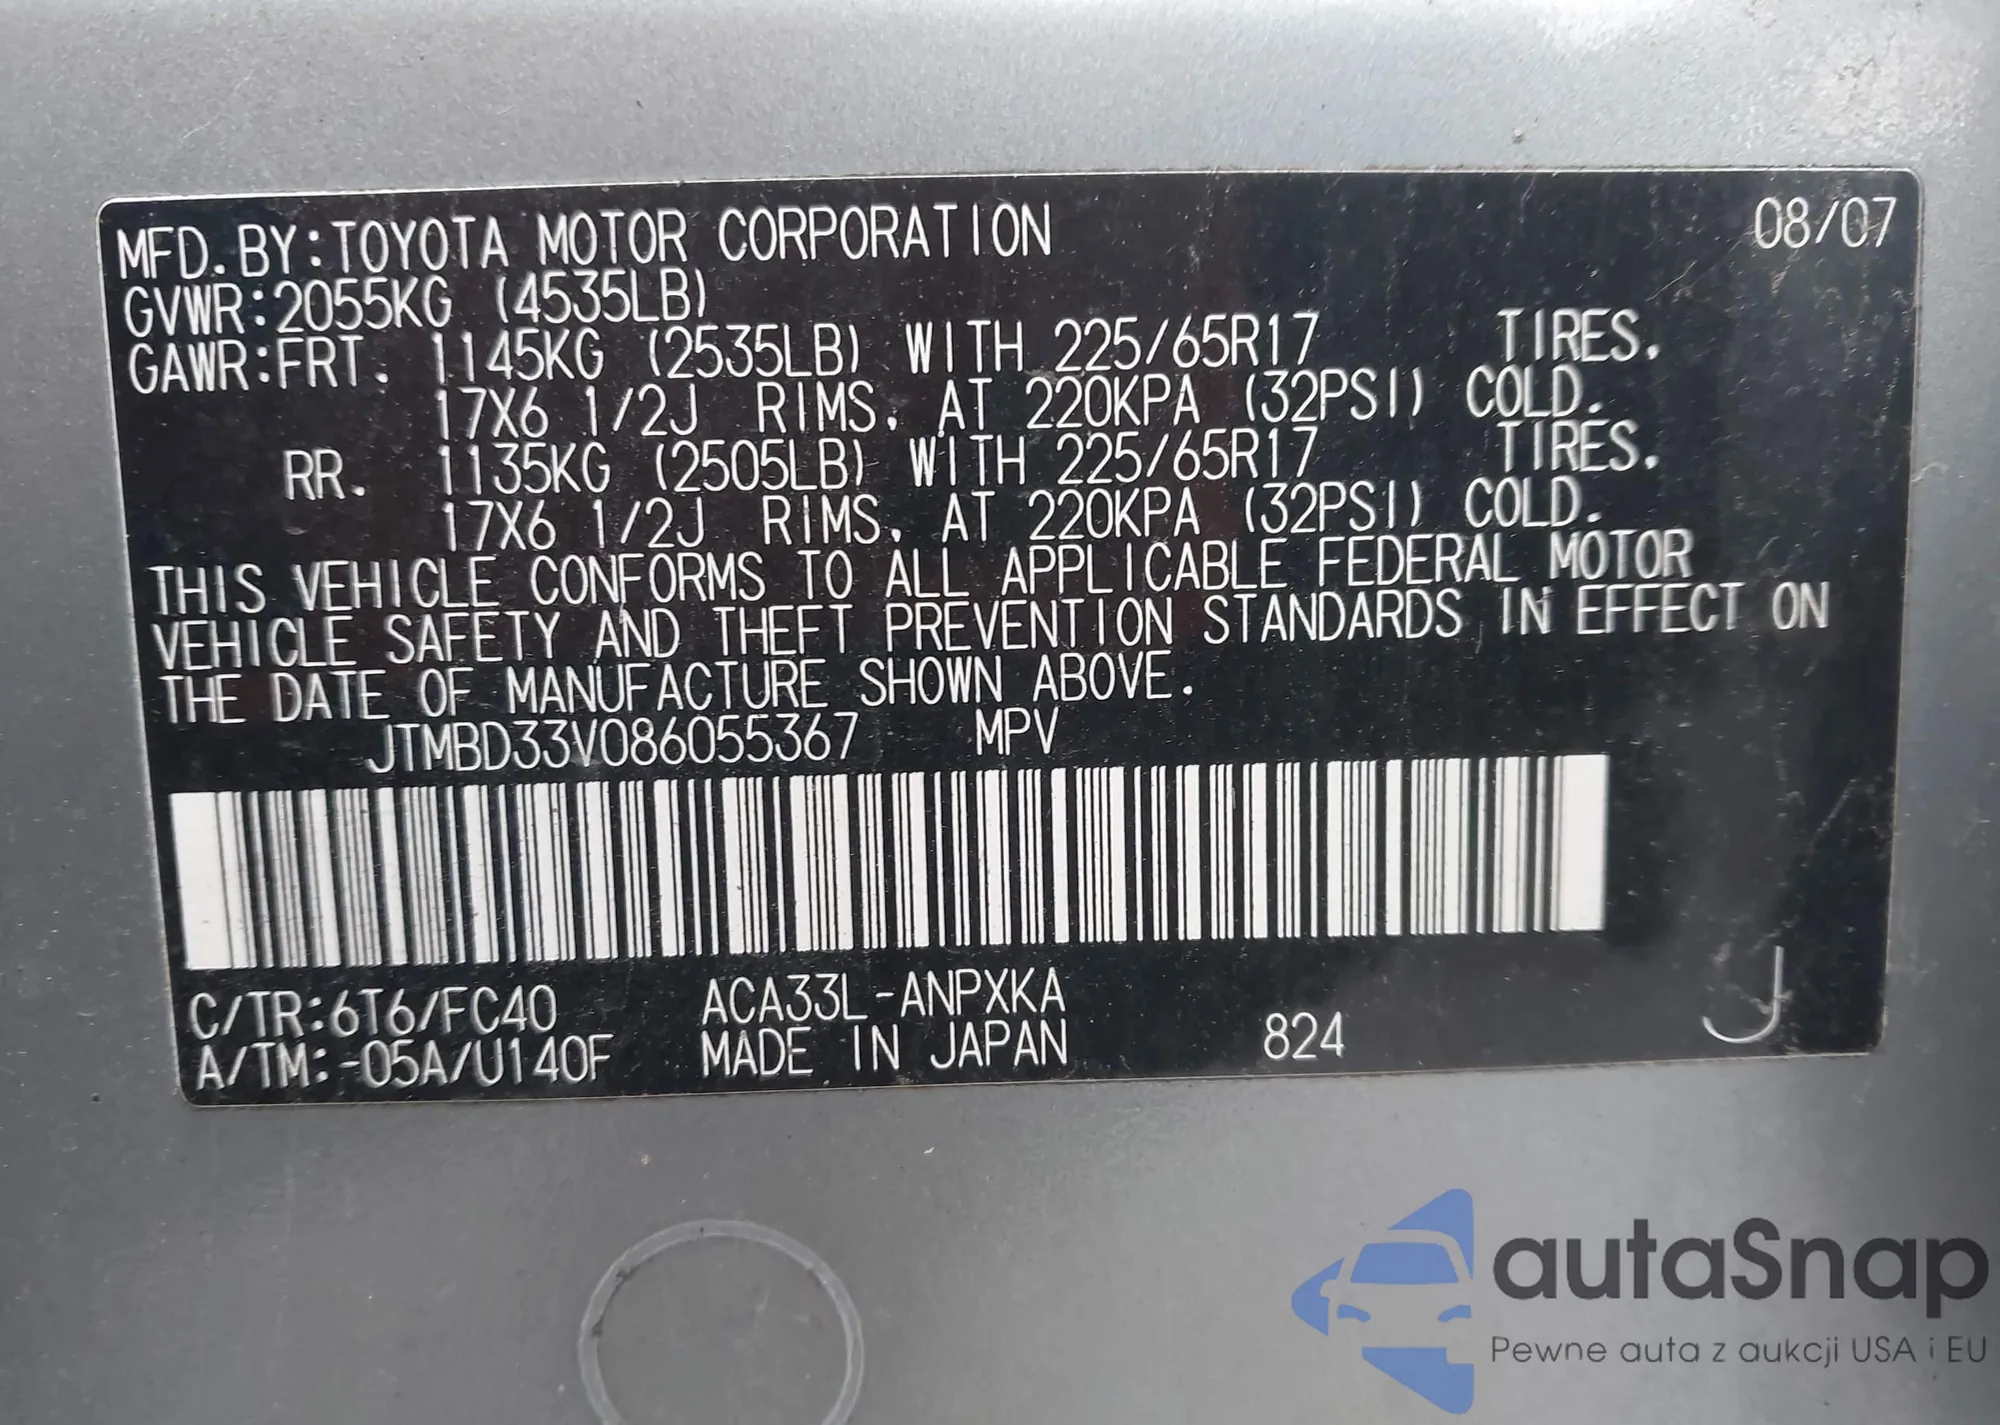 MFD. BY:TOYOTA MOTOR CORPORATION 08/07
GVWR:2055KG (4535LB)
GAWR:FRT. 1145KG (2535LB) WITH 225/65R17 TIRES.
17X6 1/2J RIMS. AT 220KPA (32PSI) COLD.
RR. 1135KG (2505LB) WITH 225/65R17 TIRES.
17X6 1/2J RIMS. AT 220KPA (32PSI) COLD.
THIS VEHICLE CONFORMS TO ALL APPLICABLE FEDERAL MOTOR
VEHICLE SAFETY AND THEFT PREVENTION STANDARDS IN EFFECT ON
THE DATE OF MANUFACTURE SHOWN ABOVE.
JTMBD33V086055367 MPV
C/TR:6T6/FC40 ACA33L-ANPXKA
A/TM:-05A/U140F MADE IN JAPAN 824 J
autaSnap
Pewne auta z aukcji USA i EU